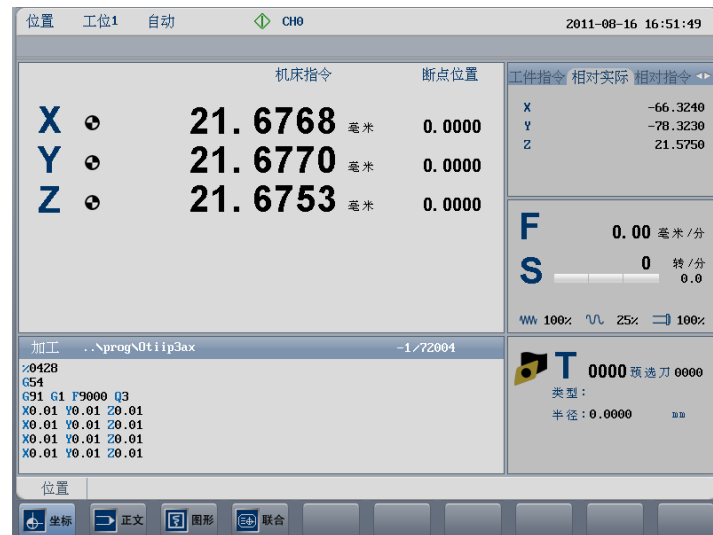 位置 工位1 自动 CH0 2011-08-16 16:51:49
机床指令 断点位置
X 21.6768 毫米 0.0000
Y 21.6770 毫米 0.0000
Z 21.6753 毫米 0.0000
工件指令 相对实际 相对指令
X -66.3240
Y -78.3230
Z 21.5750
F 0.00 毫米/分
S 0 转/分
0.0
100% 25% 100%
加工 ..\prog\Otiip3ax -1/72004
%0428
G54
G91 G1 F9000 Q3
X0.01 Y0.01 Z0.01
X0.01 Y0.01 Z0.01
X0.01 Y0.01 Z0.01
X0.01 Y0.01 Z0.01
T 0000 预选刀 0000
类型:
半径:0.0000 mm
位置
坐标 正文 图形 联合